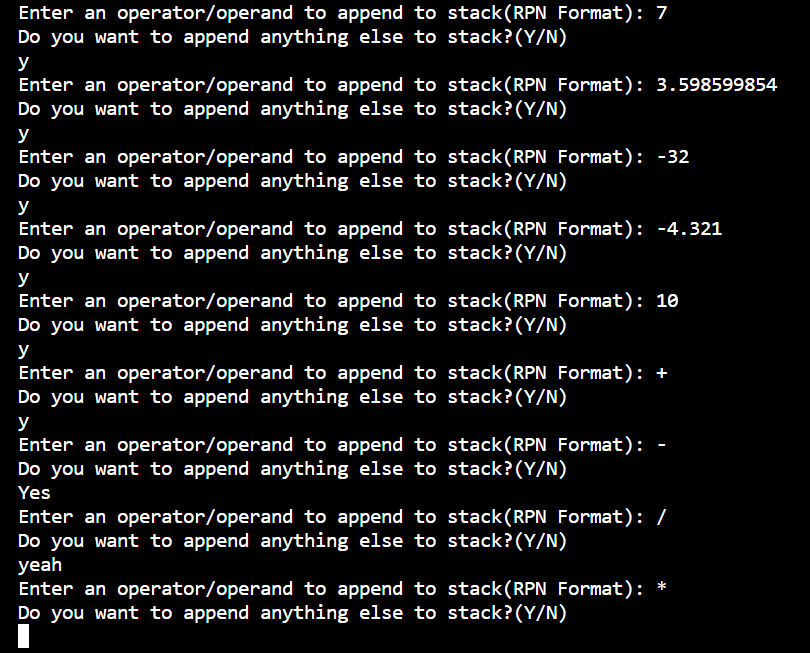 Enter an operator/operand to append to stack(RPN Format): 7
Do you want to append anything else to stack?(Y/N)
y
Enter an operator/operand to append to stack(RPN Format): 3.598599854
Do you want to append anything else to stack?(Y/N)
y
Enter an operator/operand to append to stack(RPN Format): -32
Do you want to append anything else to stack?(Y/N)
y
Enter an operator/operand to append to stack(RPN Format): -4.321
Do you want to append anything else to stack?(Y/N)
y
Enter an operator/operand to append to stack(RPN Format): 10
Do you want to append anything else to stack?(Y/N)
y
Enter an operator/operand to append to stack(RPN Format): +
Do you want to append anything else to stack?(Y/N)
y
Enter an operator/operand to append to stack(RPN Format): -
Do you want to append anything else to stack?(Y/N)
Yes
Enter an operator/operand to append to stack(RPN Format): /
Do you want to append anything else to stack?(Y/N)
yeah
Enter an operator/operand to append to stack(RPN Format): *
Do you want to append anything else to stack?(Y/N)